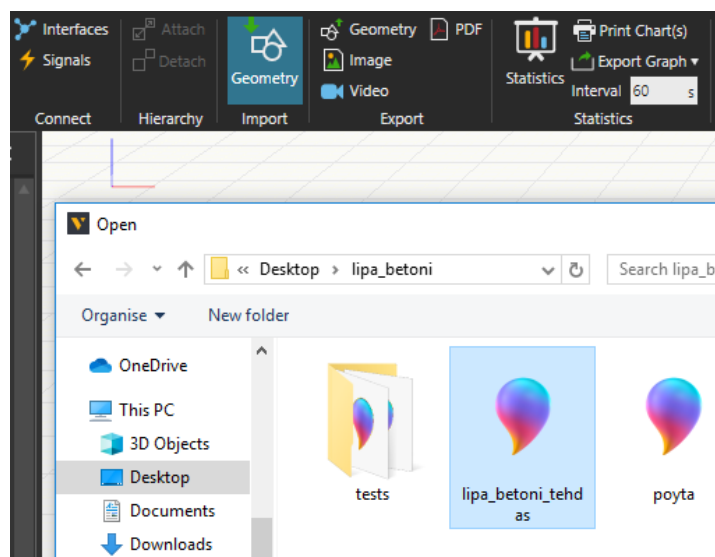 Interfaces
Signals
Connect
Attach
Detach
Hierarchy
Geometry
Import
Geometry
PDF
Image
Video
Export
Statistics
Print Chart(s)
Export Graph
Interval 60 s
Statistics
Open
« Desktop › lipa_betoni
Search lipa_b
Organise
New folder
OneDrive
This PC
3D Objects
Desktop
Documents
Downloads
tests
lipa_betoni_tehd
as
poyta